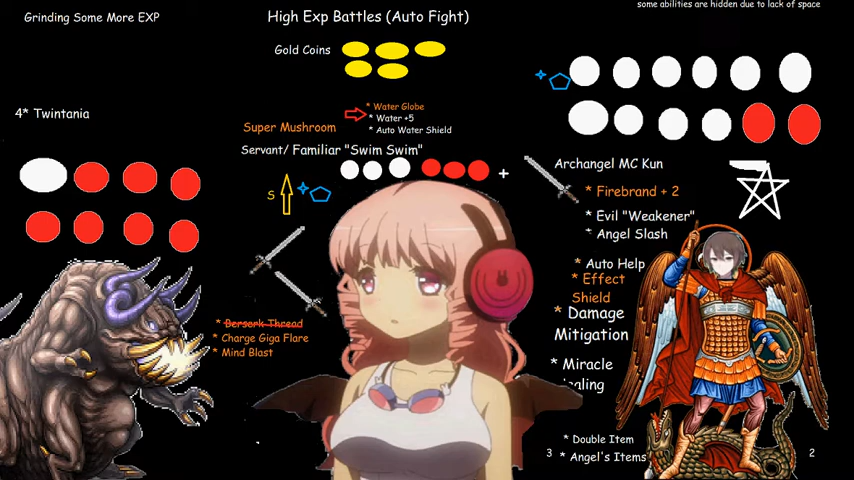 some abilities are hidden due to lack of space
Grinding Some More EXP
High Exp Battles (Auto Fight)
Gold Coins
4* Twintania
* Water Globe
* Water +5
* Auto Water Shield
Super Mushroom
Servant/ Familiar "Swim Swim"
+
S
Archangel MC Kun
* Firebrand + 2
* Evil "Weakener"
* Angel Slash
* Auto Help
* Effect
Shield
* Damage
Mitigation
* Miracle
* Berserk Thread
* Charge Giga Flare
* Mind Blast
* Double Item
* Angel's Items
3
2